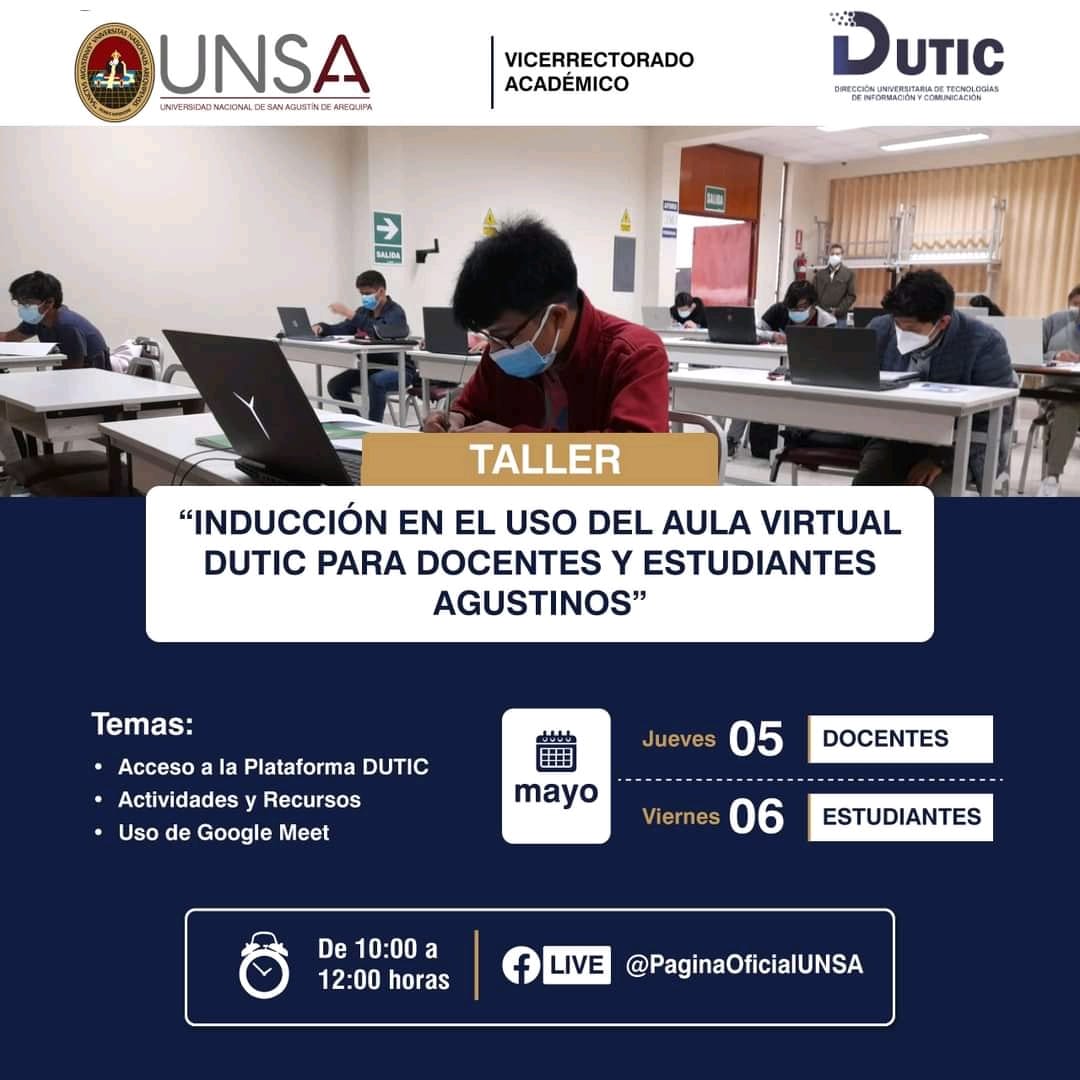 UNSA
UNIVERSIDAD NACIONAL DE SAN AGUSTÍN DE AREQUIPA
VICERRECTORADO
ACADÉMICO
DUTIC
DIRECCIÓN UNIVERSITARIA DE TECNOLOGÍAS
DE INFORMACIÓN Y COMUNICACIÓN
SALIDA
SALIDA
TALLER
“INDUCCIÓN EN EL USO DEL AULA VIRTUAL
DUTIC PARA DOCENTES Y ESTUDIANTES
AGUSTINOS”
Temas:
• Acceso a la Plataforma DUTIC
• Actividades y Recursos
• Uso de Google Meet
mayo
Jueves 05 DOCENTES
Viernes 06 ESTUDIANTES
De 10:00 a
12:00 horas
LIVE @PaginaOficialUNSA